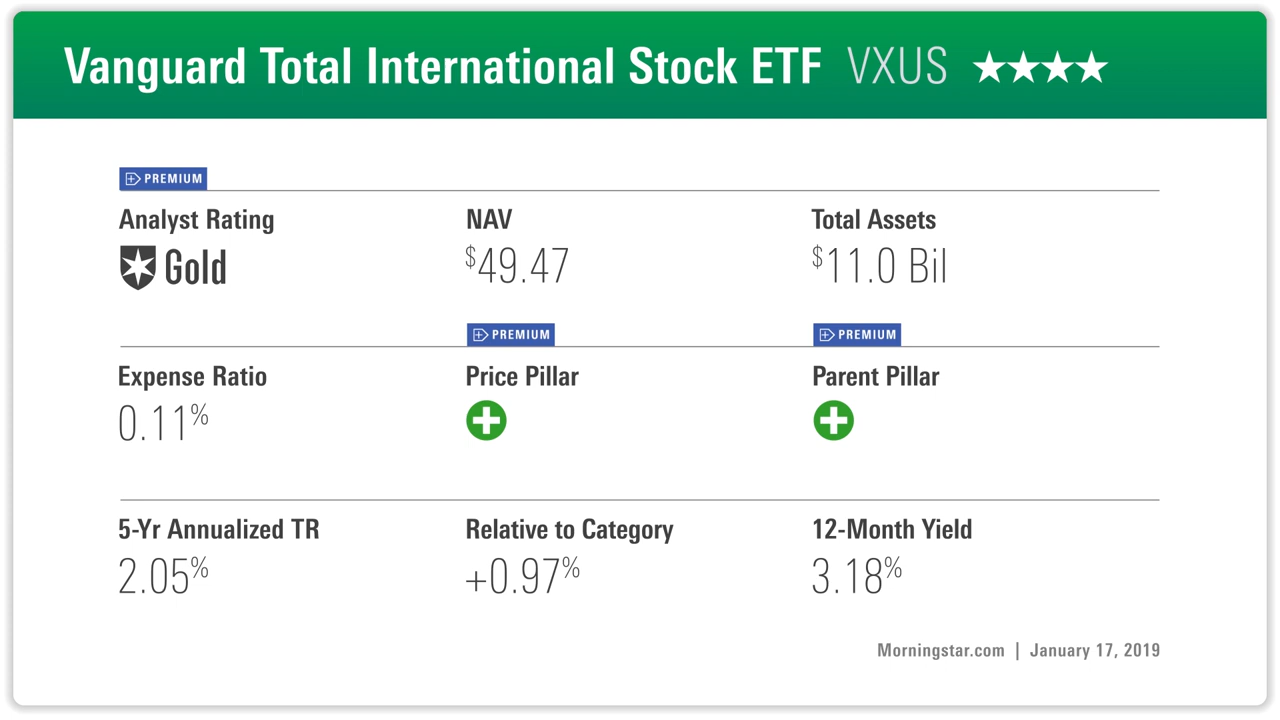 Vanguard Total International Stock ETF VXUS ★★★★
PREMIUM
Analyst Rating NAV Total Assets
Gold $49.47 $11.0 Bil
PREMIUM PREMIUM
Expense Ratio Price Pillar Parent Pillar
0.11%
5-Yr Annualized TR Relative to Category 12-Month Yield
2.05% +0.97% 3.18%
Morningstar.com | January 17, 2019